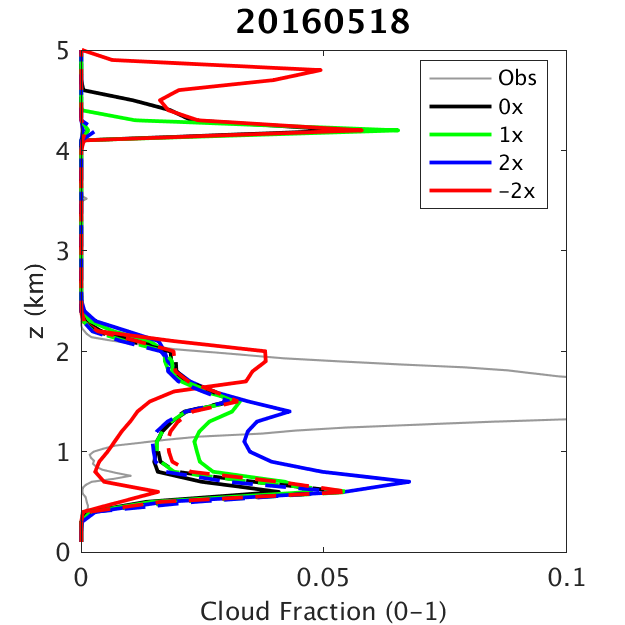 20160518
5
4
3
2
1
0
z (km)
0
0.05
0.1
Cloud Fraction (0-1)
Obs
0x
1x
2x
-2x